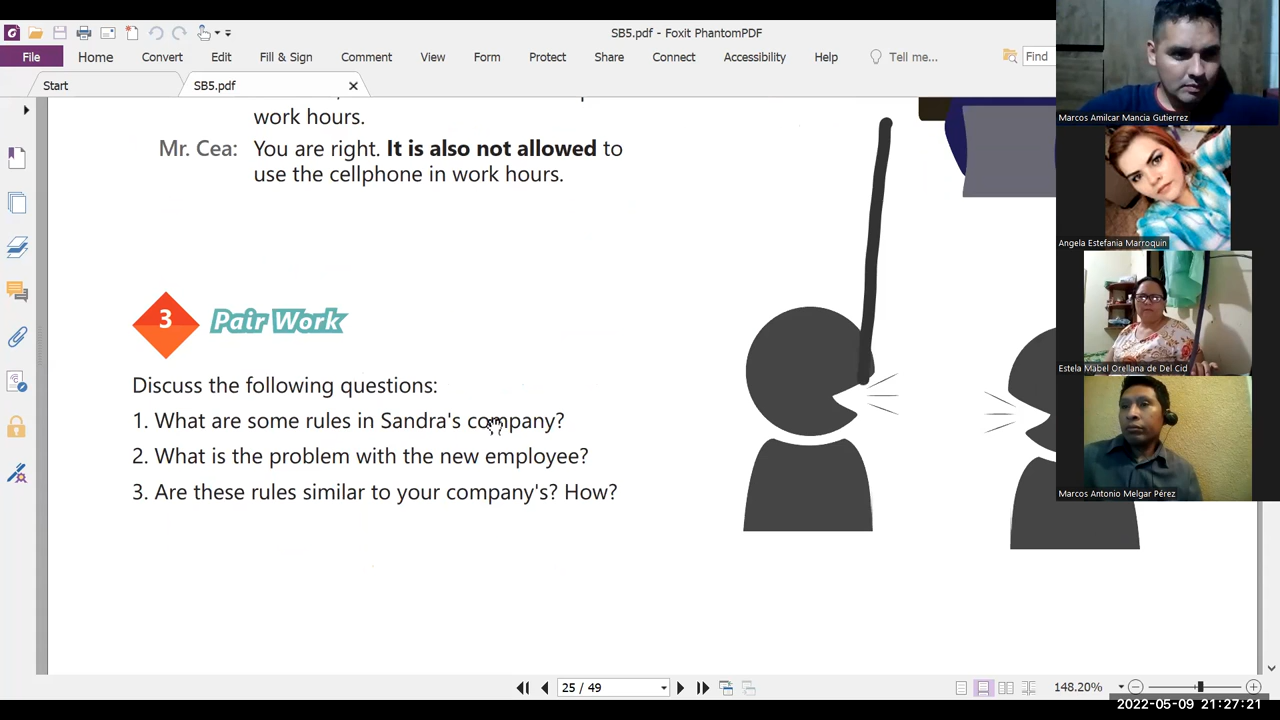 SB5.pdf - Foxit PhantomPDF
File Home Convert Edit Fill & Sign Comment View Form Protect Share Connect Accessibility Help Tell me... Find
Start SB5.pdf
work hours.
Mr. Cea: You are right. It is also not allowed to
use the cellphone in work hours.
3 Pair Work
Discuss the following questions:
1. What are some rules in Sandra's company?
2. What is the problem with the new employee?
3. Are these rules similar to your company's? How?
Marcos Amilcar Mancia Gutierrez
Angela Estefania Marroquin
Estela Mabel Orellana de Del Cid
Marcos Antonio Melgar Pérez
25 / 49
148.20%
2022-05-09 21:27:21